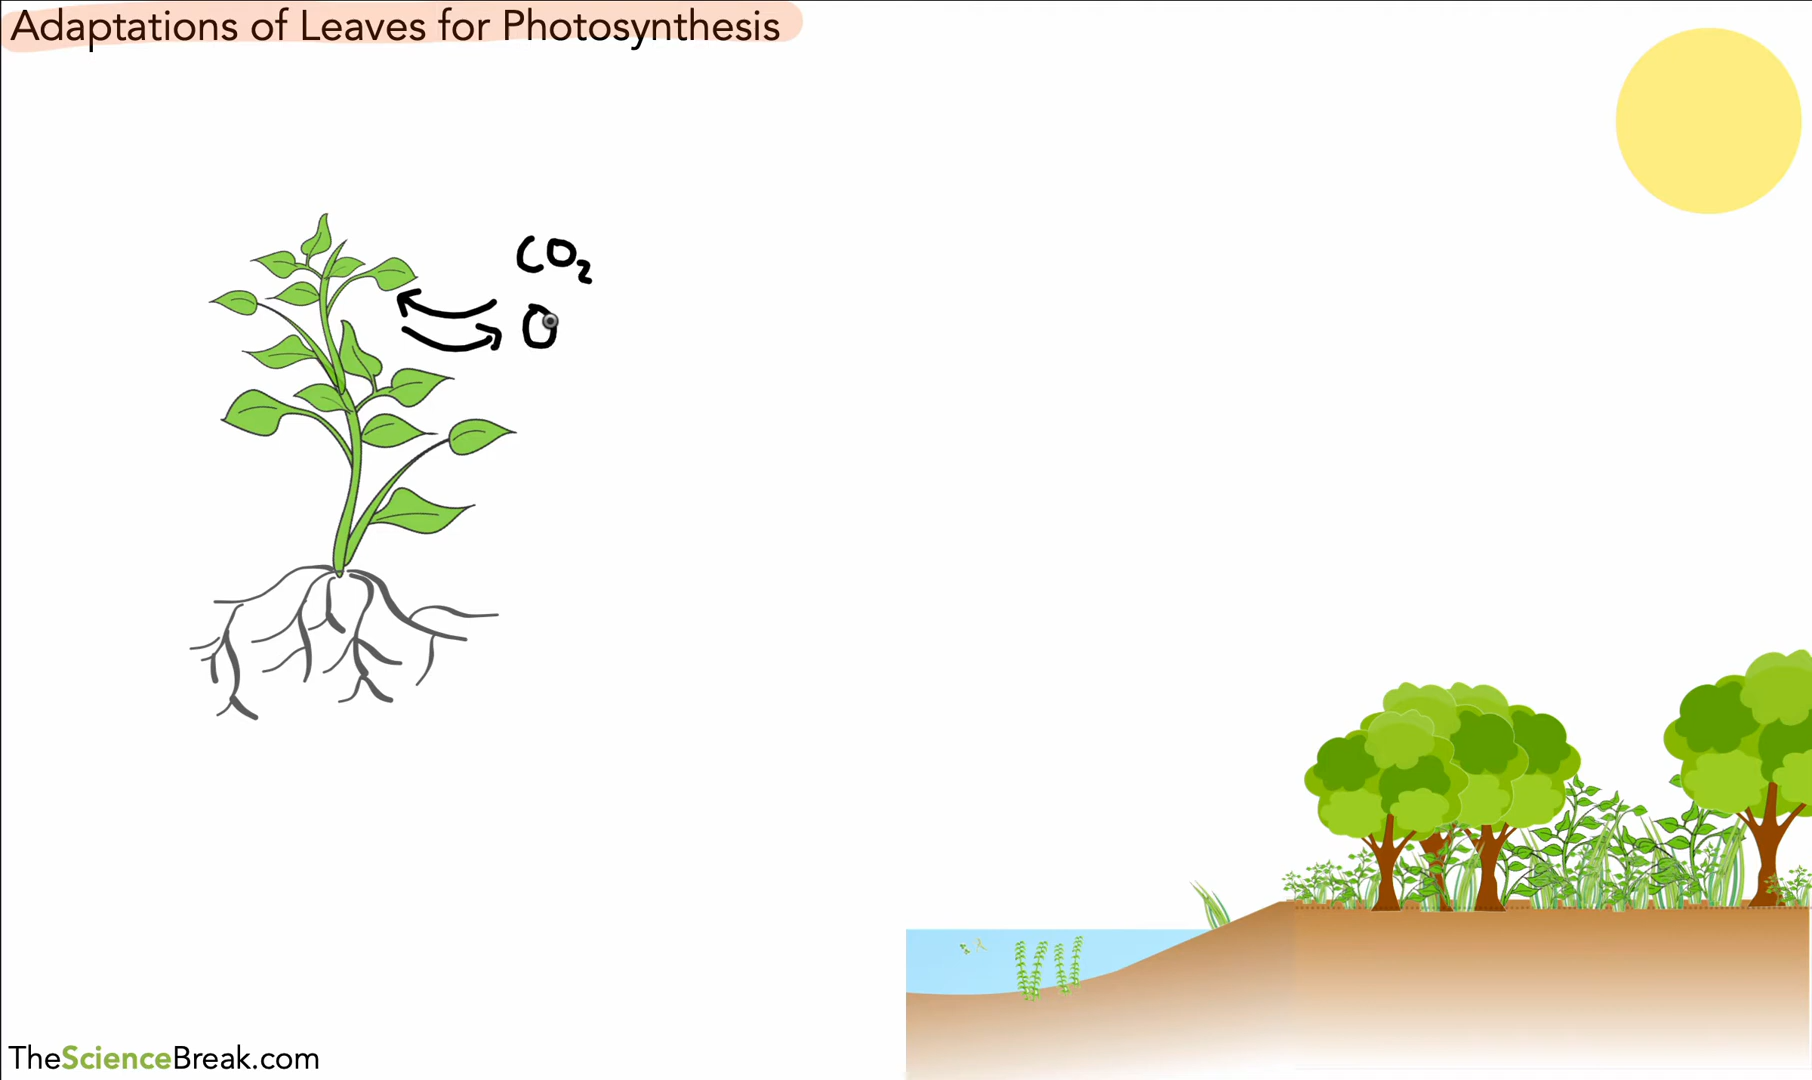 Adaptations of Leaves for Photosynthesis
CO₂
O
TheScienceBreak.com